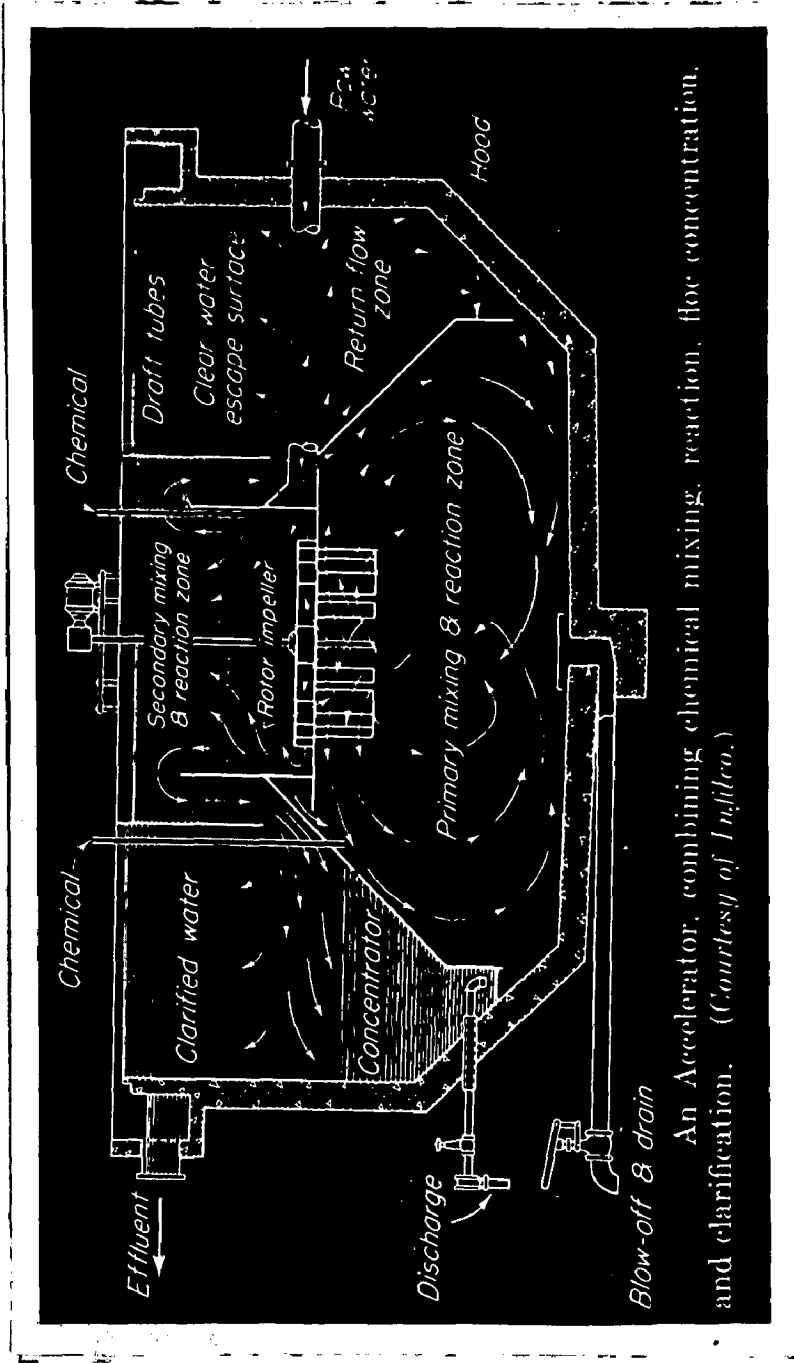 Chemical
Chemical
Effluent
Clarified water
Secondary mixing
& reaction zone
Draft tubes
Clear water
escape surface
Rotor impeller
Raw
water
Return flow
zone
Concentrator
Primary mixing & reaction zone
Hood
Discharge
Blow-off & drain
An Accelerator, combining chemical mixing, reaction, floc concentration,
and clarification. (Courtesy of Infilco.)